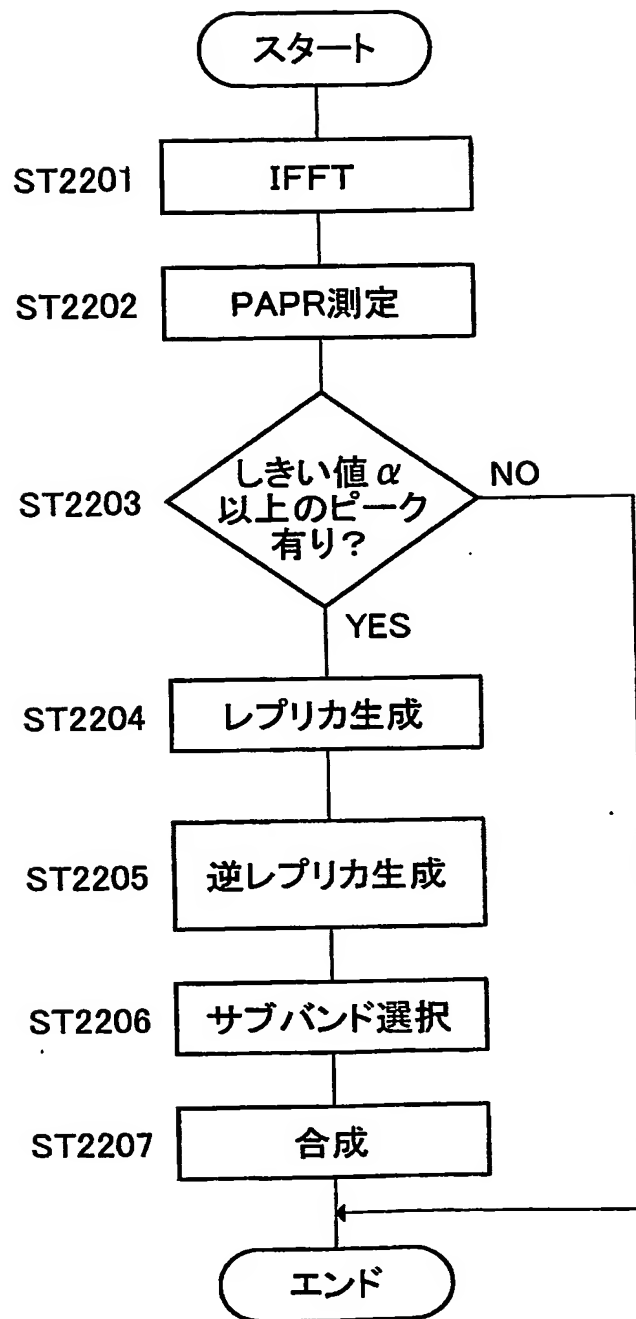 スタート
ST2201
IFFT
ST2202
PAPR測定
ST2203
しきい値α
以上のピーク
有り?
NO
YES
ST2204
レプリカ生成
ST2205
逆レプリカ生成
ST2206
サブバンド選択
ST2207
合成
エンド